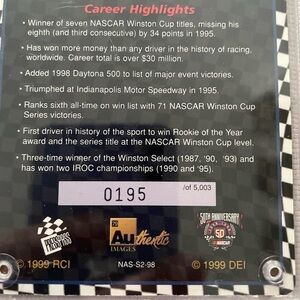 Career Highlights
• Winner of seven NASCAR Winston Cup titles, missing his
eighth (and third consecutive) by 34 points in 1995.
• Has won more money than any driver in the history of racing,
worldwide. Career total is over $30 million.
• Added 1998 Daytona 500 to list of major event victories.
• Triumphed at Indianapolis Motor Speedway in 1995.
• Ranks sixth all-time on win list with 71 NASCAR Winston Cup
Series victories.
• First driver in history of the sport to win Rookie of the Year
award and the series title at the NASCAR Winston Cup level.
• Three-time winner of the Winston Select (1987, '90, '93) and
has won two IROC championships (1990 and '95).
0195
/of 5,003
PRESS PASS
AUthentic
IMAGES
50TH ANNIVERSARY
50
NASCAR
© 1999 RCI
NAS-S2-98
© 1999 DEI